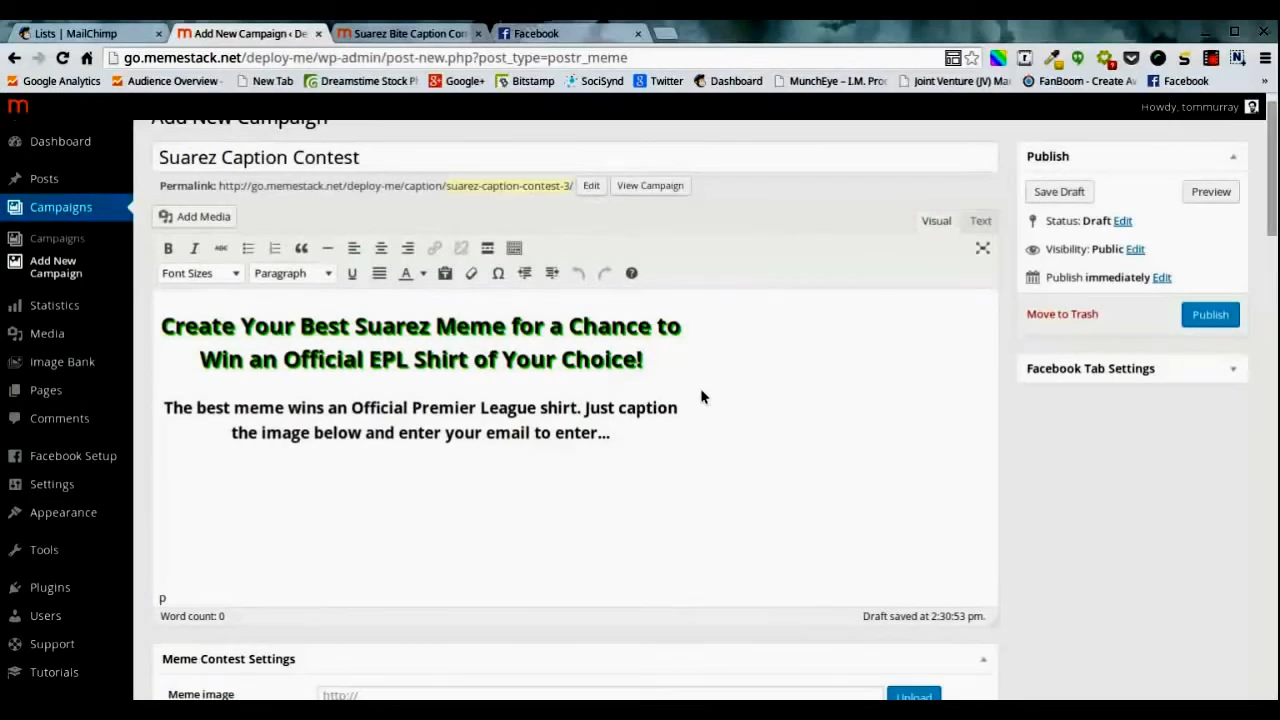 Lists | MailChimp
Add New Campaign ‹ De
Suarez Bite Caption Con
Facebook
go.memestack.net/deploy-me/wp-admin/post-new.php?post_type=postr_meme
Google Analytics
Audience Overview -
New Tab
Dreamstime Stock P
Google+
Bitstamp
SociSynd
Twitter
Dashboard
MunchEye – I.M. Pro
Joint Venture (JV) Ma
FanBoom - Create Av
Facebook
Howdy, tommurray
Dashboard
Posts
Campaigns
Campaigns
Add New
Campaign
Statistics
Media
Image Bank
Pages
Comments
Facebook Setup
Settings
Appearance
Tools
Plugins
Users
Support
Tutorials
Add New Campaign
Suarez Caption Contest
Permalink: http://go.memestack.net/deploy-me/caption/suarez-caption-contest-3/ Edit View Campaign
Add Media
Visual Text
B I ABC
Font Sizes Paragraph U A
Create Your Best Suarez Meme for a Chance to
Win an Official EPL Shirt of Your Choice!
The best meme wins an Official Premier League shirt. Just caption
the image below and enter your email to enter...
p
Word count: 0 Draft saved at 2:30:53 pm.
Meme Contest Settings
Meme image http:// Upload
Publish
Save Draft Preview
Status: Draft Edit
Visibility: Public Edit
Publish immediately Edit
Move to Trash Publish
Facebook Tab Settings